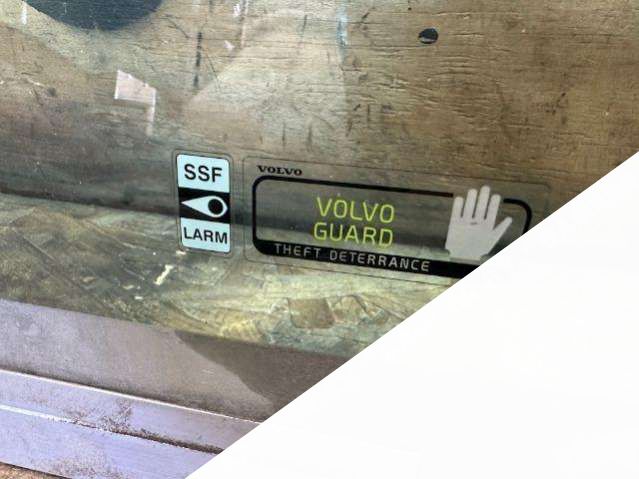 SSF
LARM
VOLVO
VOLVO
GUARD
THEFT DETERRANCE